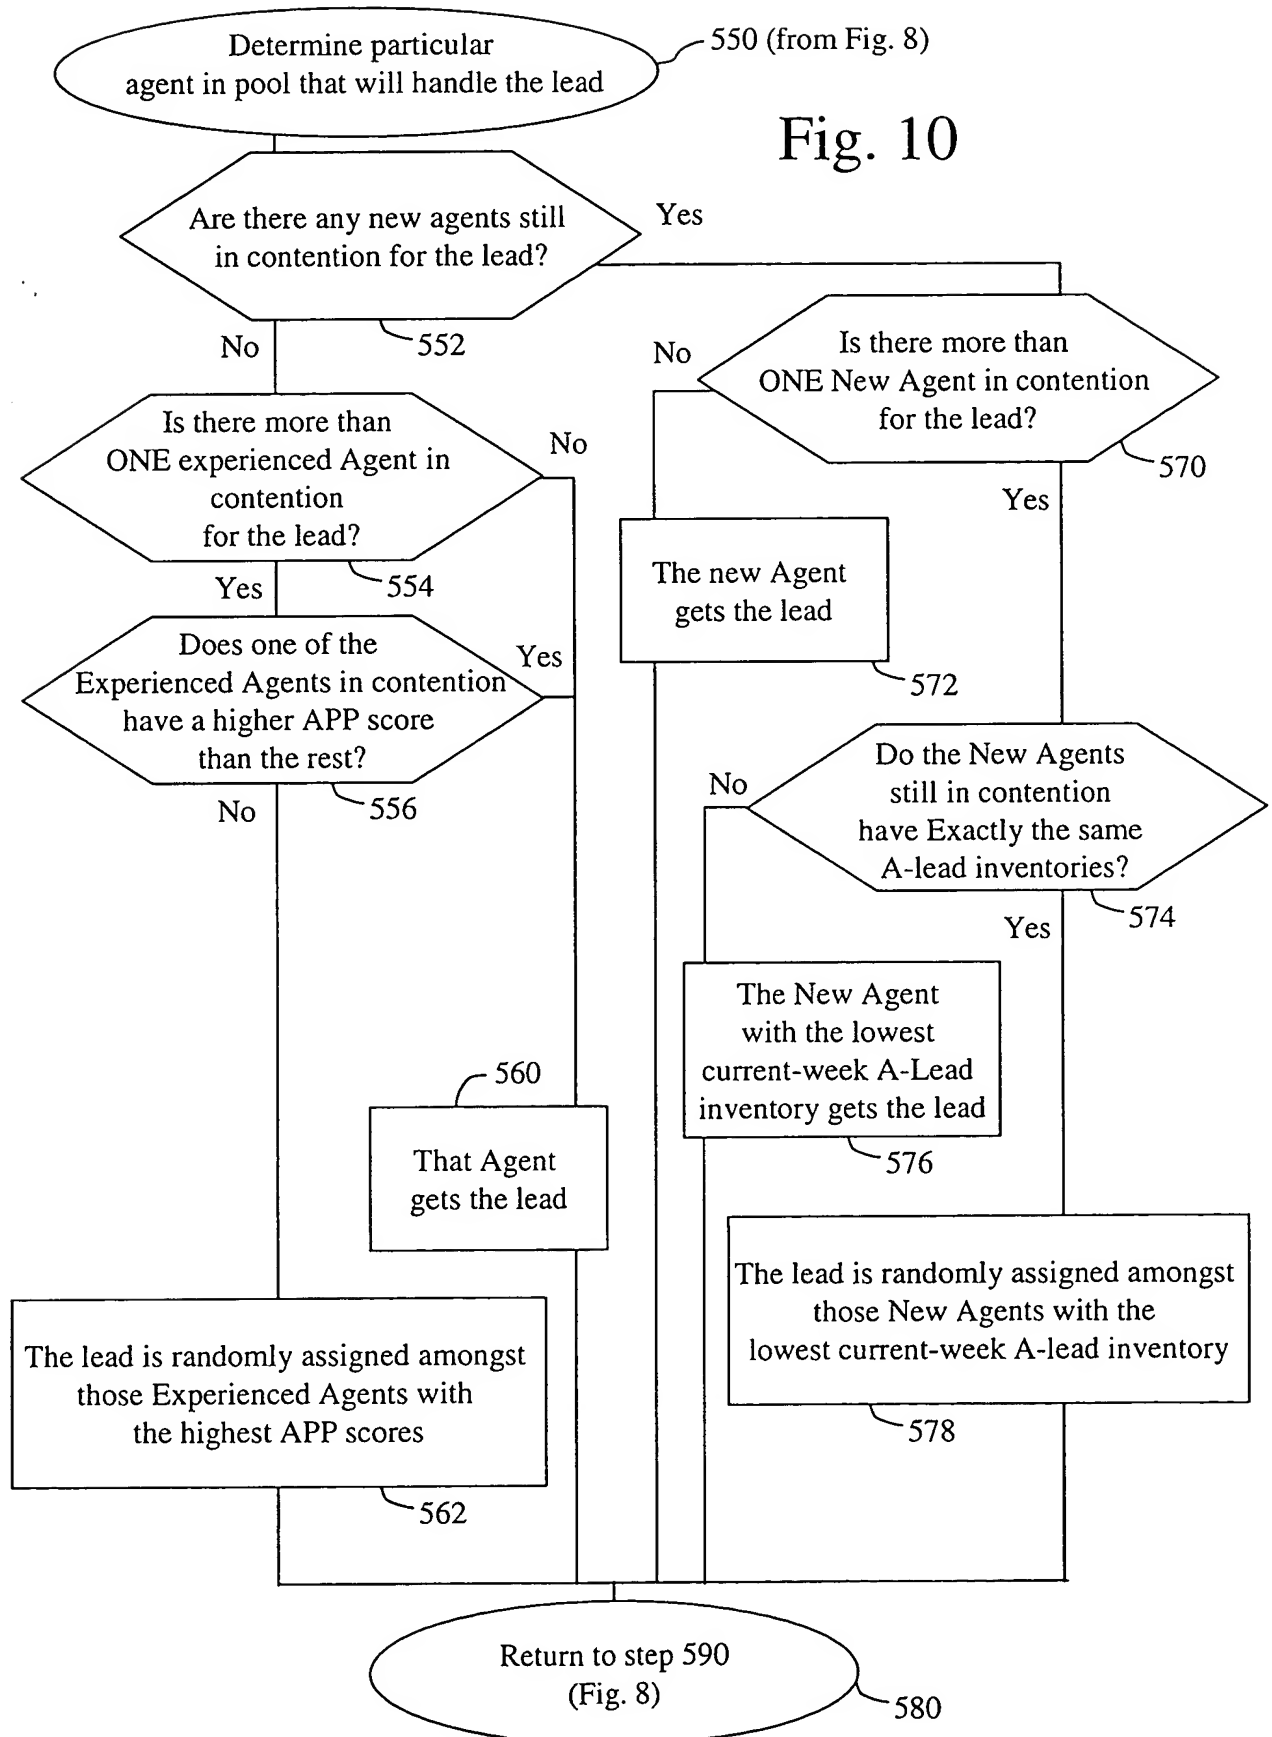 Determine particular
agent in pool that will handle the lead
550 (from Fig. 8)
Fig. 10
Are there any new agents still
in contention for the lead?
Yes
552
No
Is there more than
ONE New Agent in contention
for the lead?
No
570
Yes
Is there more than
ONE experienced Agent in
contention
for the lead?
No
554
Yes
The new Agent
gets the lead
572
Does one of the
Experienced Agents in contention
have a higher APP score
than the rest?
Yes
556
No
Do the New Agents
still in contention
have Exactly the same
A-lead inventories?
No
574
Yes
The New Agent
with the lowest
current-week A-Lead
inventory gets the lead
576
560
That Agent
gets the lead
The lead is randomly assigned amongst
those New Agents with the
lowest current-week A-lead inventory
578
The lead is randomly assigned amongst
those Experienced Agents with
the highest APP scores
562
Return to step 590
(Fig. 8)
580